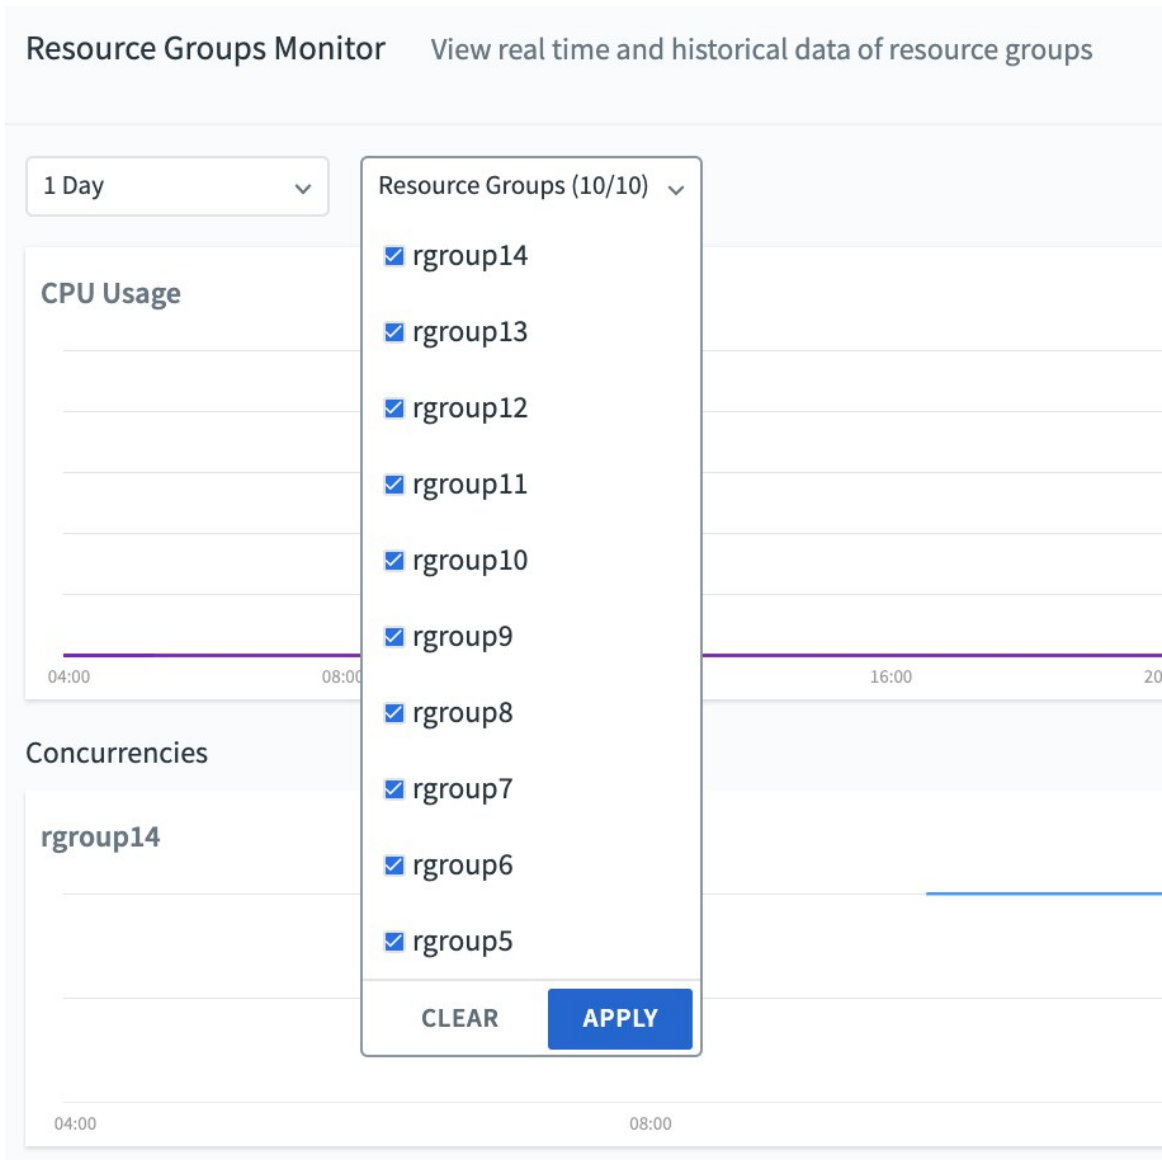 Resource Groups Monitor View real time and historical data of resource groups
1 Day
Resource Groups (10/10)
rgroup14
rgroup13
rgroup12
rgroup11
rgroup10
rgroup9
rgroup8
rgroup7
rgroup6
rgroup5
CLEAR APPLY
CPU Usage
04:00 08:00 16:00 20
Concurrencies
rgroup14
04:00 08:00